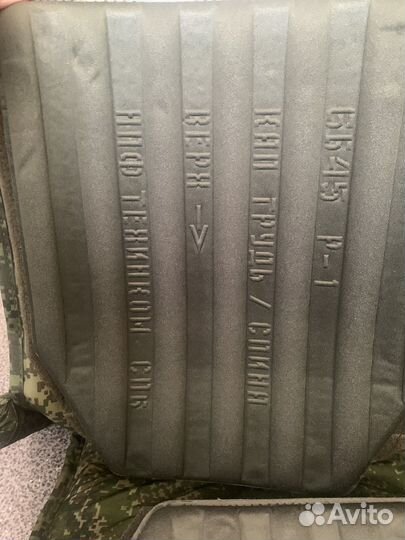 6Б45 Р-1
КАП ГРУДЬ / СПИНА
ВЕРХ →
НПФ ТЕХИНКОМ - СПБ
Avito